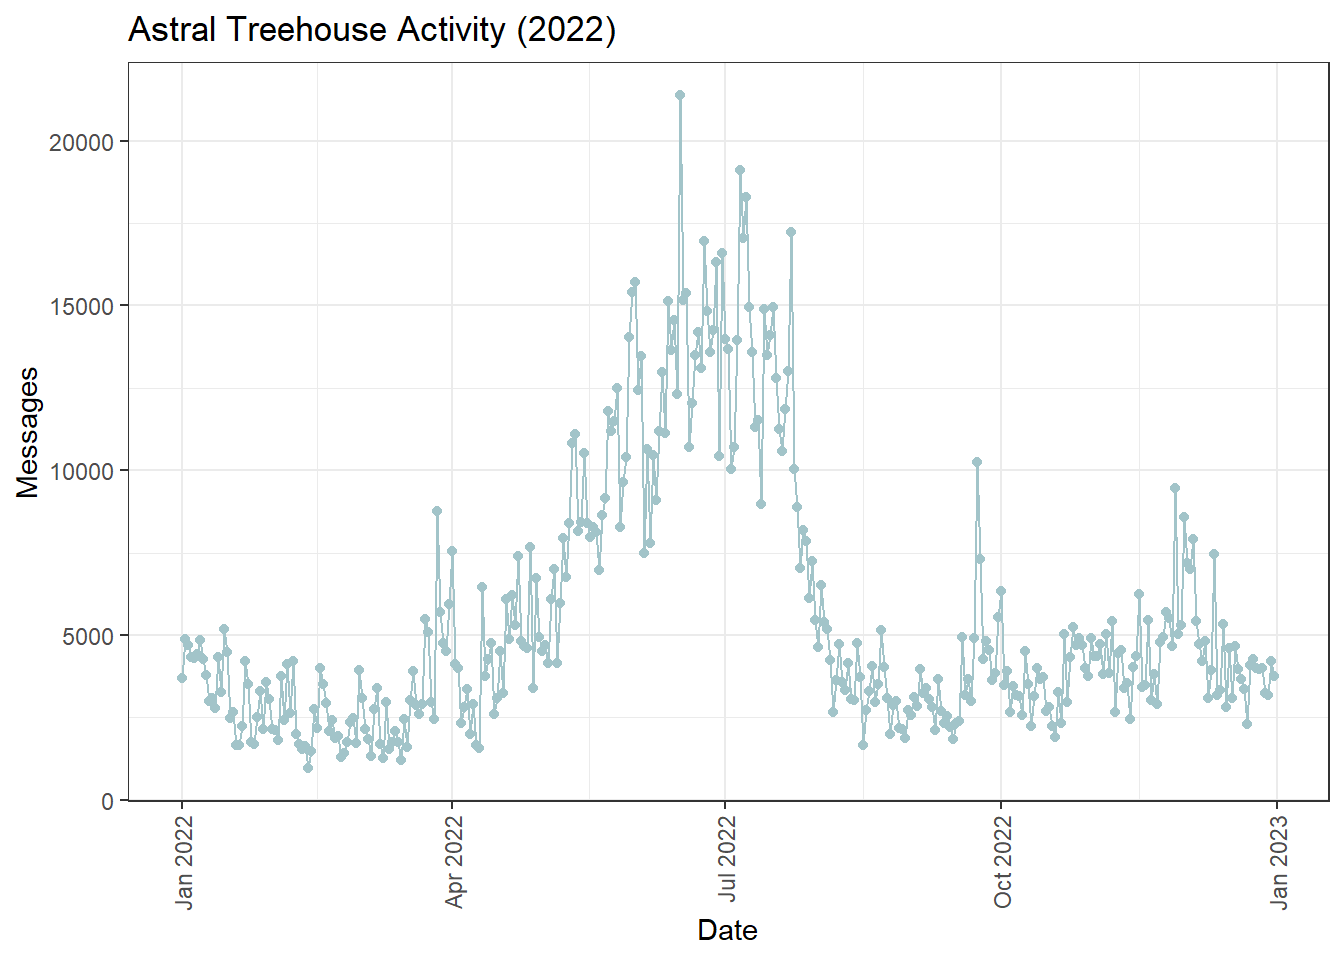 Astral Treehouse Activity (2022)
20000
15000
10000
5000
0
Messages
Jan 2022
Apr 2022
Jul 2022
Oct 2022
Jan 2023
Date